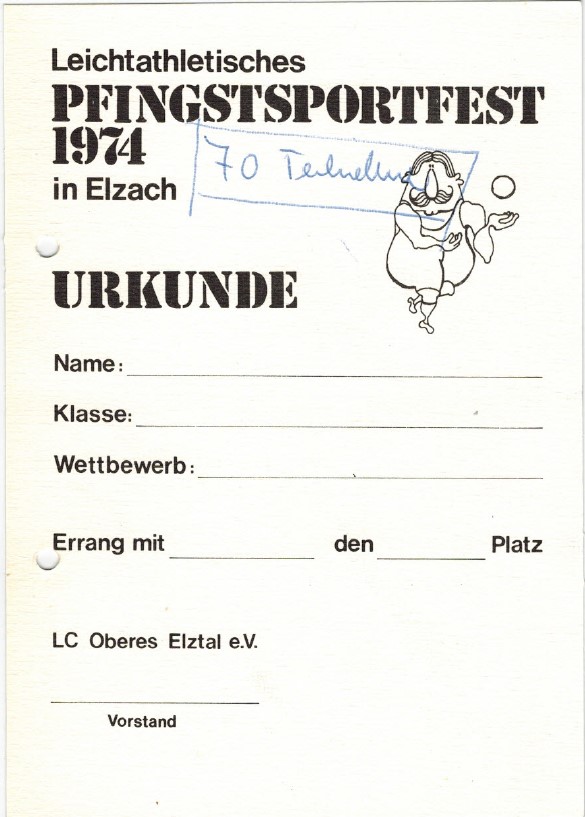 Leichtathletisches
PFINGSTSPORTFEST
1974
in Elzach
70 Teilnehmer
URKUNDE
Name:
Klasse:
Wettbewerb:
Errang mit den Platz
LC Oberes Elztal e.V.
Vorstand